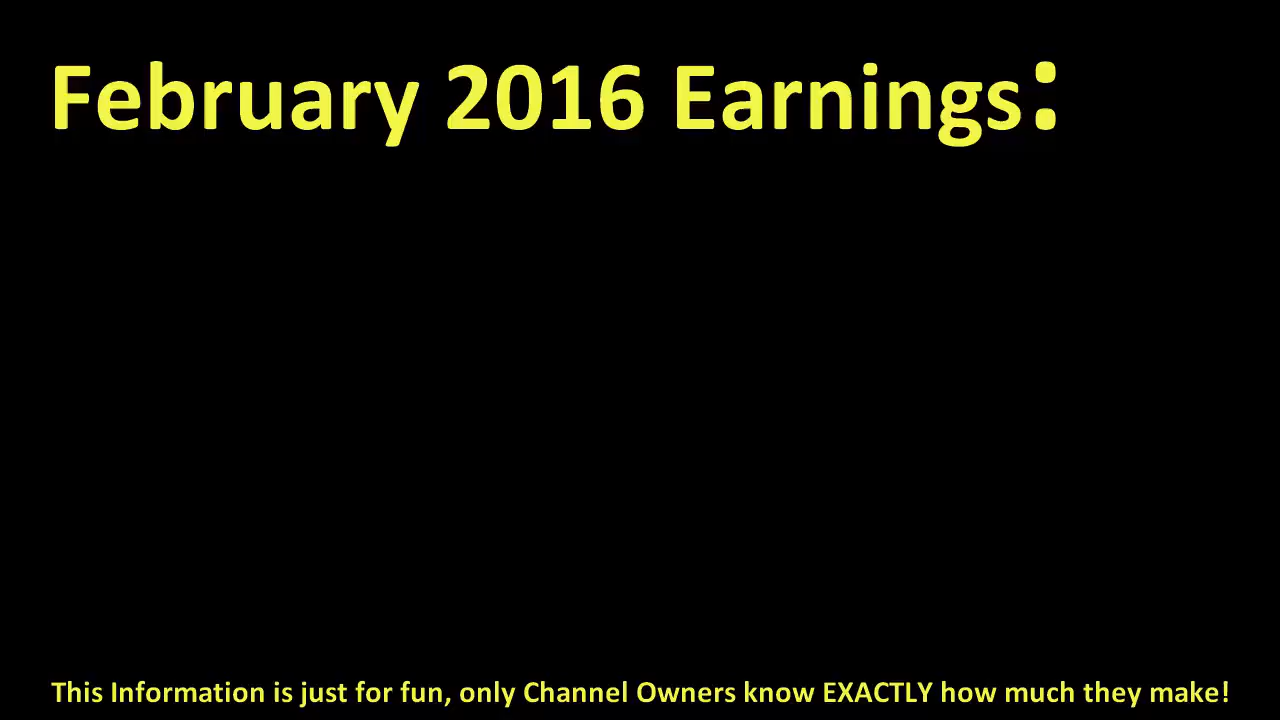 February 2016 Earnings:
This Information is just for fun, only Channel Owners know EXACTLY how much they make!